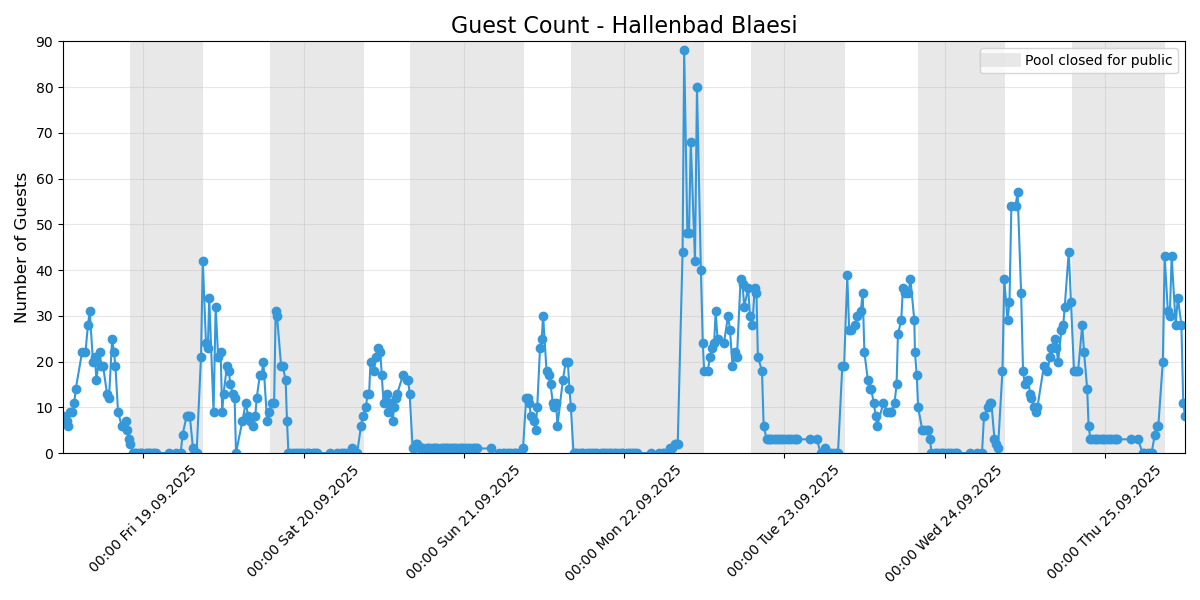 Guest Count - Hallenbad Blaesi
Pool closed for public
Number of Guests
90
80
70
60
50
40
30
20
10
0
00:00 Fri 19.09.2025
00:00 Sat 20.09.2025
00:00 Sun 21.09.2025
00:00 Mon 22.09.2025
00:00 Tue 23.09.2025
00:00 Wed 24.09.2025
00:00 Thu 25.09.2025